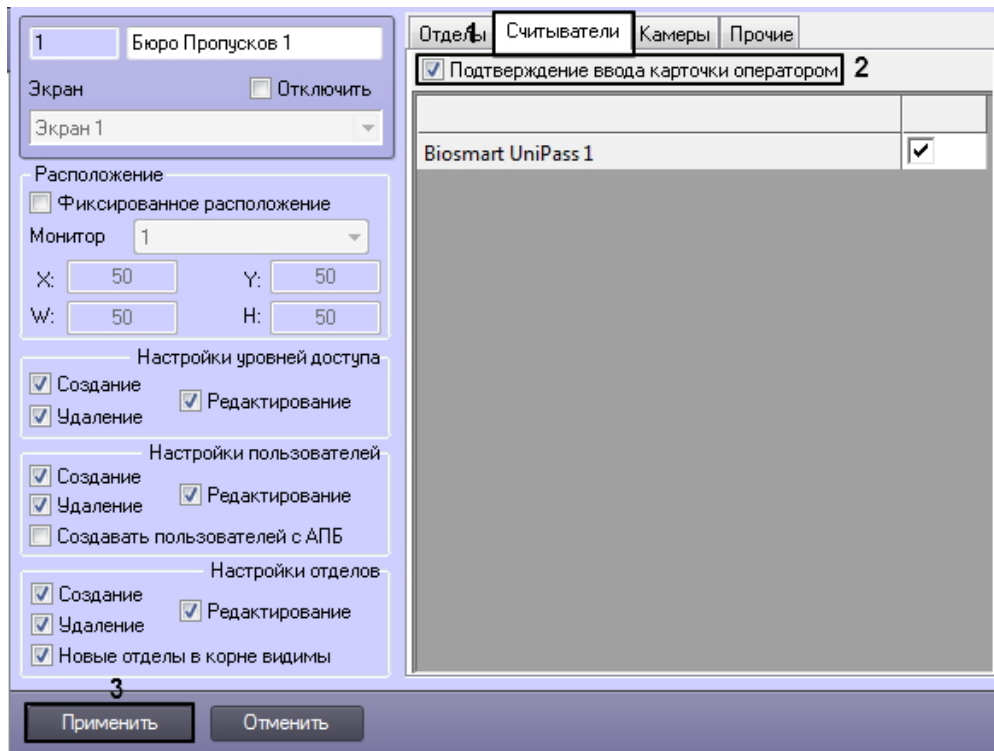 1 Бюро Пропусков 1
Экран Отключить
Экран 1
Расположение
Фиксированное расположение
Монитор 1
X: 50 Y: 50
W: 50 H: 50
Настройки уровней доступа
Создание
Редактирование
Удаление
Настройки пользователей
Создание
Редактирование
Удаление
Создавать пользователей с АПБ
Настройки отделов
Создание
Редактирование
Удаление
Новые отделы в корне видимы
3
Применить Отменить
Отделы 1 Считыватели Камеры Прочие
Подтверждение ввода карточки оператором 2
Biosmart UniPass 1